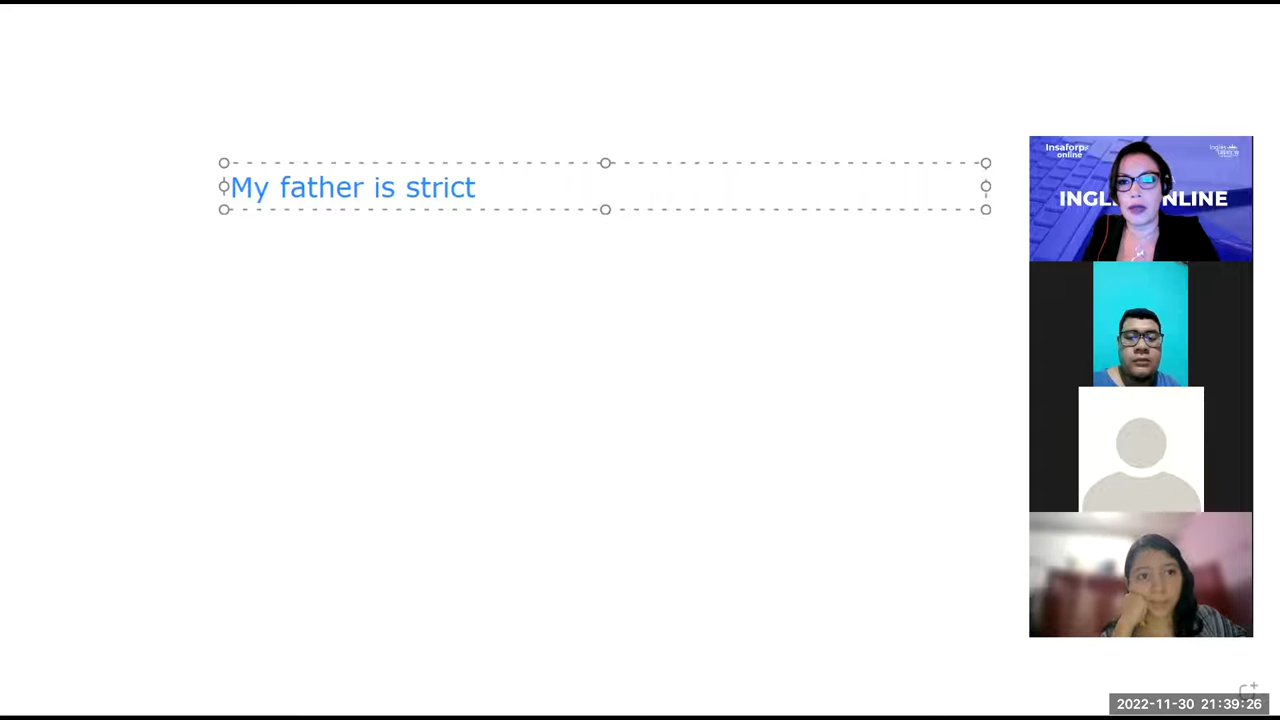 My father is strict
Insaforp
online
INGL NLINE
2022-11-30 21:39:26